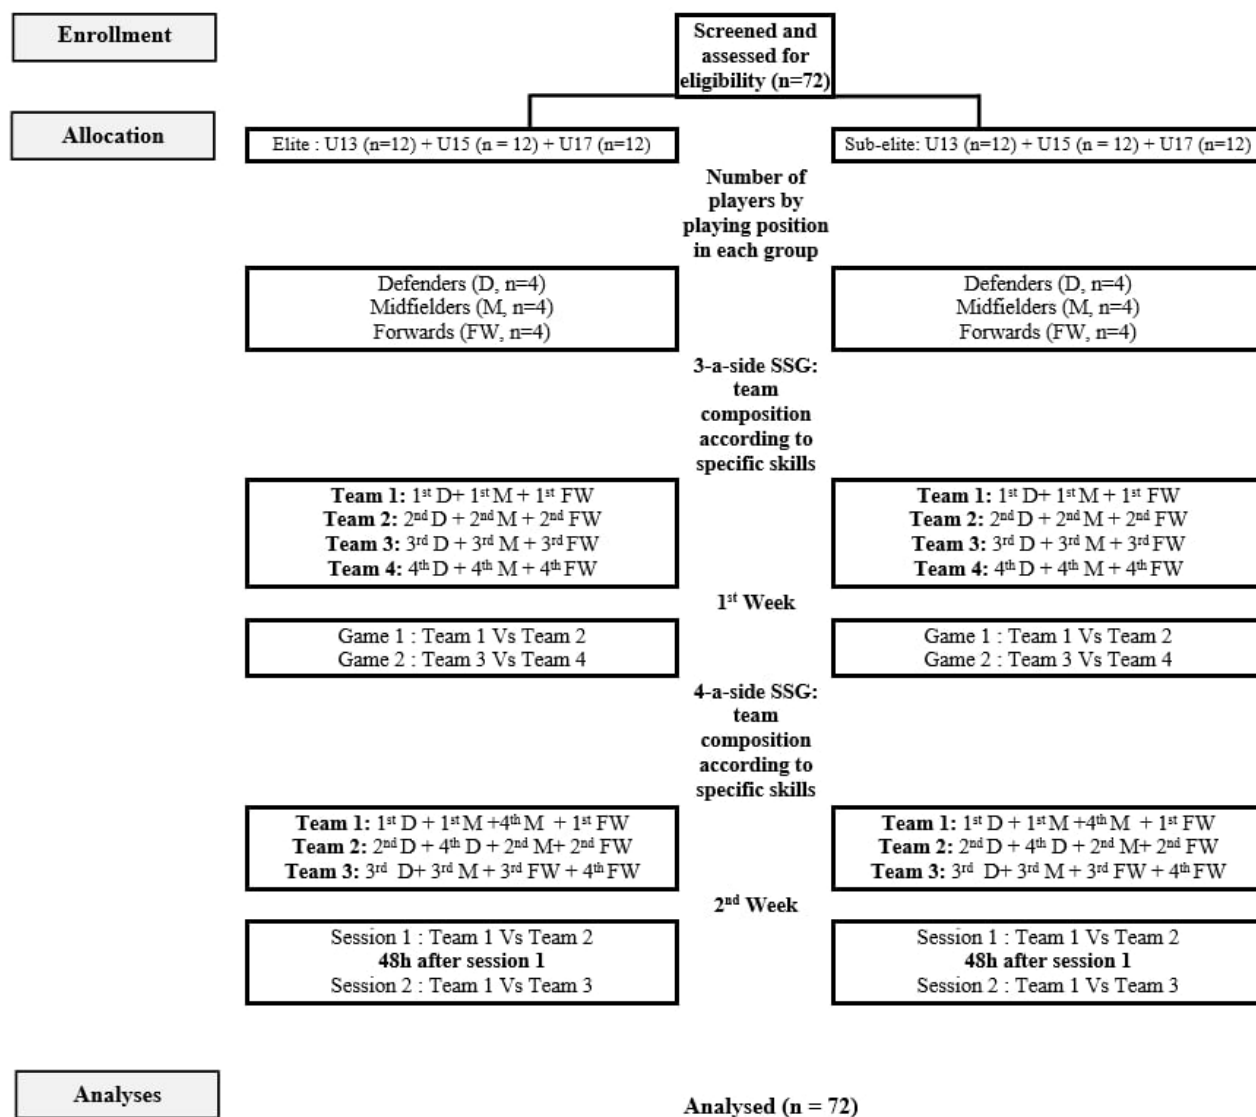 Enrollment
Screened and
assessed for
eligibility (n=72)
Allocation
Elite : U13 (n=12) + U15 (n = 12) + U17 (n=12)
Sub-elite: U13 (n=12) + U15 (n = 12) + U17 (n=12)
Number of
players by
playing position
in each group
Defenders (D, n=4)
Midfielders (M, n=4)
Forwards (FW, n=4)
Defenders (D, n=4)
Midfielders (M, n=4)
Forwards (FW, n=4)
3-a-side SSG:
team
composition
according to
specific skills
Team 1: 1st D+ 1st M + 1st FW
Team 2: 2nd D + 2nd M + 2nd FW
Team 3: 3rd D + 3rd M + 3rd FW
Team 4: 4th D + 4th M + 4th FW
Team 1: 1st D+ 1st M + 1st FW
Team 2: 2nd D + 2nd M + 2nd FW
Team 3: 3rd D + 3rd M + 3rd FW
Team 4: 4th D + 4th M + 4th FW
1st Week
Game 1 : Team 1 Vs Team 2
Game 2 : Team 3 Vs Team 4
Game 1 : Team 1 Vs Team 2
Game 2 : Team 3 Vs Team 4
4-a-side SSG:
team
composition
according to
specific skills
Team 1: 1st D + 1st M +4th M + 1st FW
Team 2: 2nd D + 4th D + 2nd M+ 2nd FW
Team 3: 3rd D+ 3rd M + 3rd FW + 4th FW
Team 1: 1st D + 1st M +4th M + 1st FW
Team 2: 2nd D + 4th D + 2nd M+ 2nd FW
Team 3: 3rd D+ 3rd M + 3rd FW + 4th FW
2nd Week
Session 1 : Team 1 Vs Team 2
48h after session 1
Session 2 : Team 1 Vs Team 3
Session 1 : Team 1 Vs Team 2
48h after session 1
Session 2 : Team 1 Vs Team 3
Analyses
Analysed (n = 72)